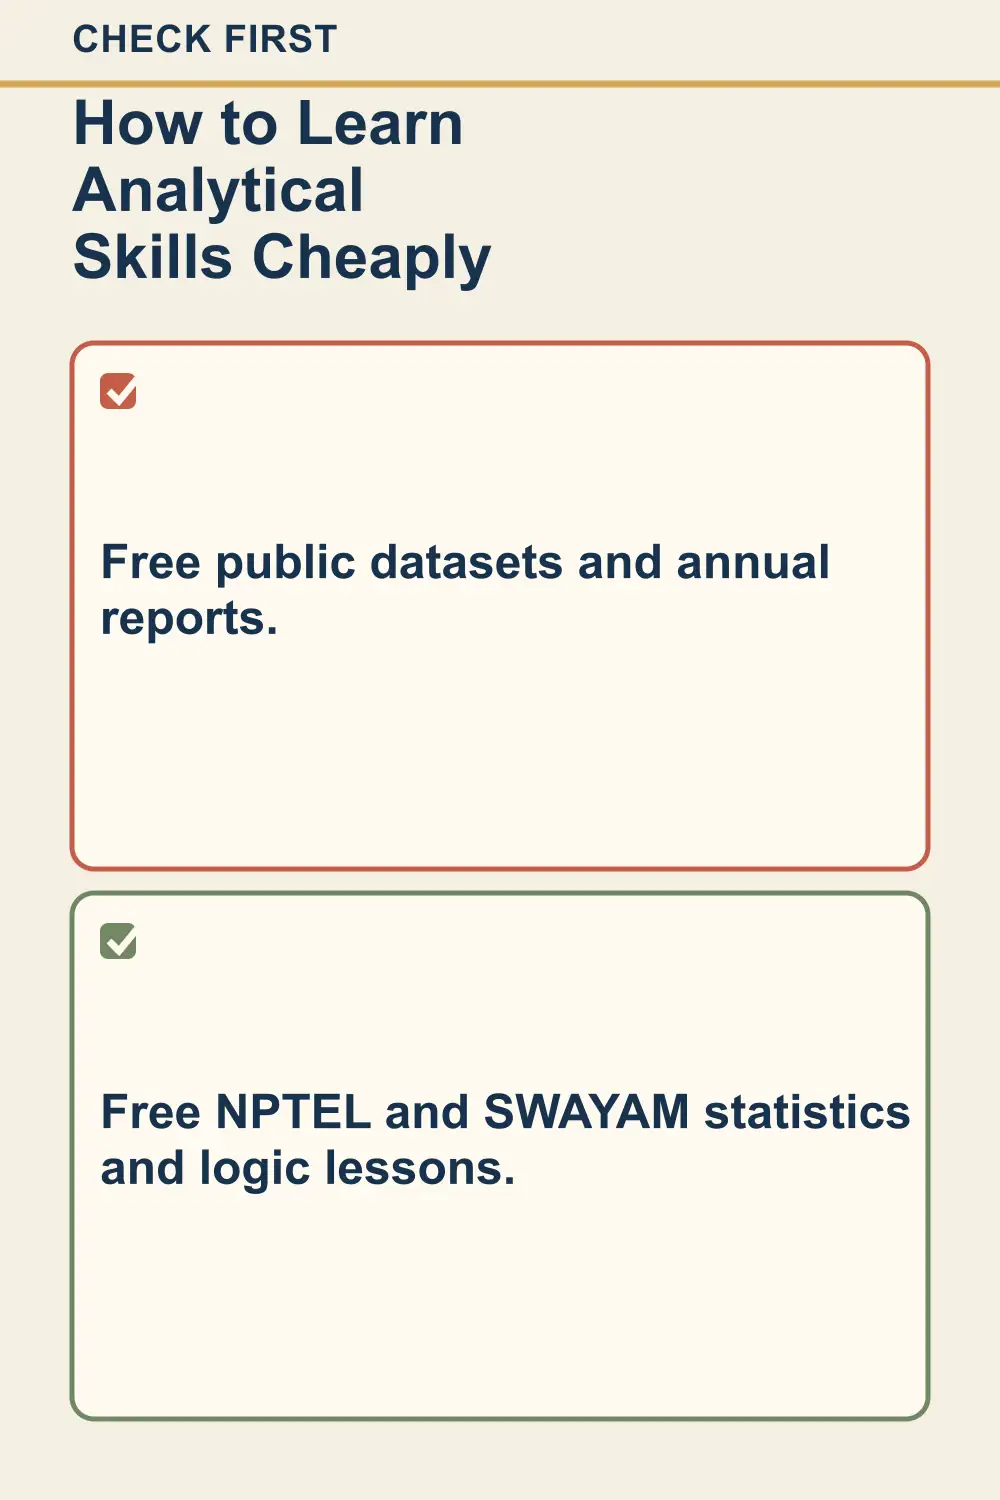 CHECK FIRST
How to Learn
Analytical
Skills Cheaply
Free public datasets and annual
reports.
Free NPTEL and SWAYAM statistics
and logic lessons.